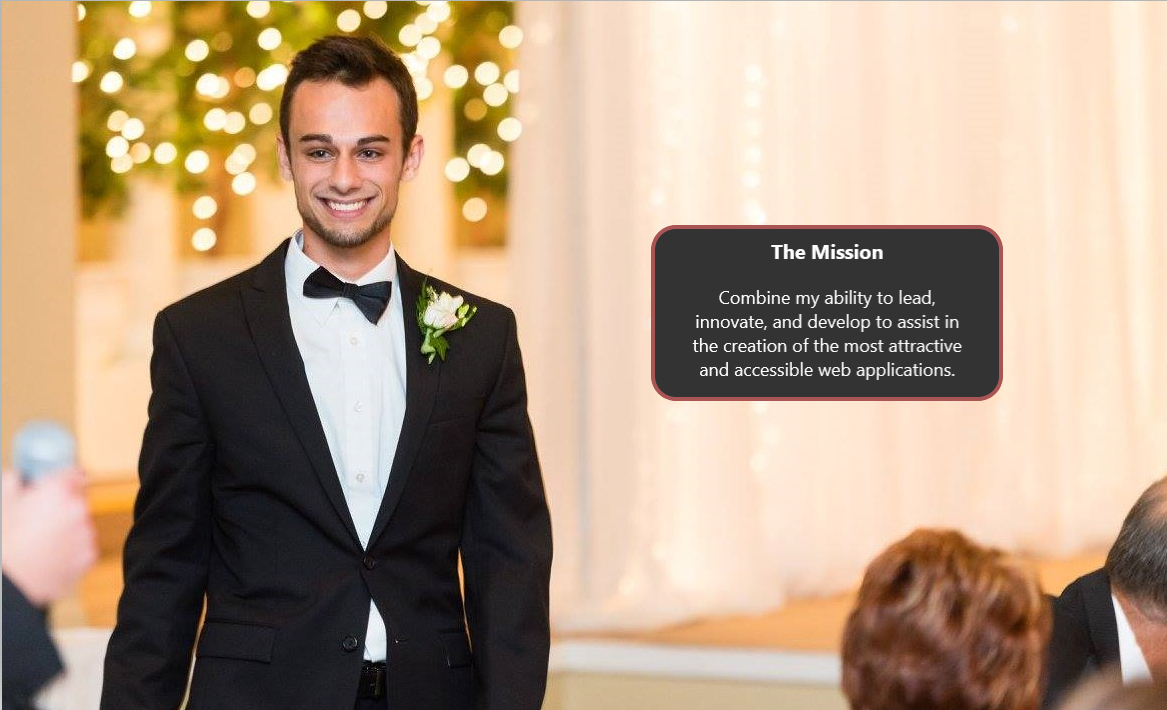 The Mission
Combine my ability to lead,
innovate, and develop to assist in
the creation of the most attractive
and accessible web applications.